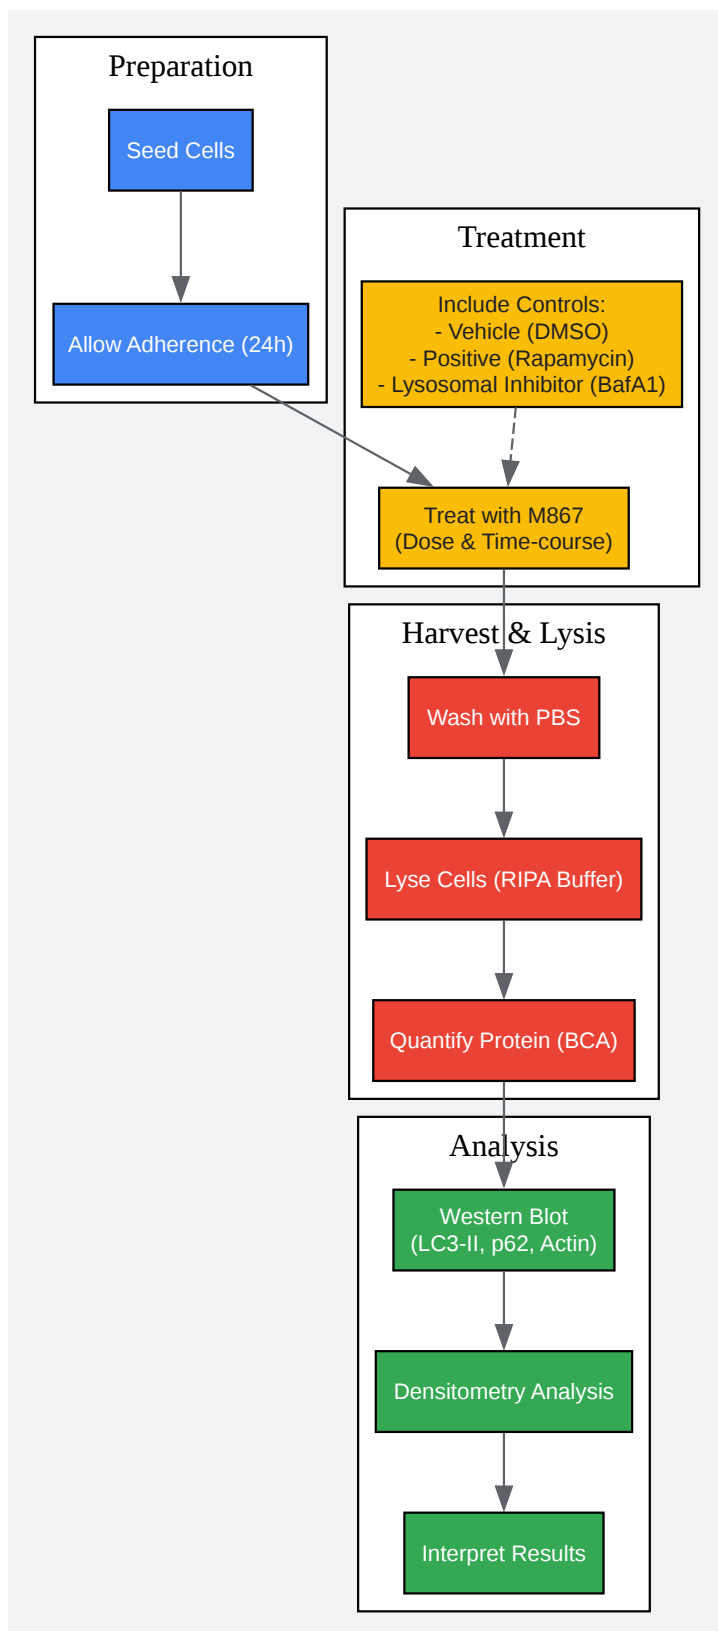 Preparation
Seed Cells
Allow Adherence (24h)
Treatment
Include Controls:
- Vehicle (DMSO)
- Positive (Rapamycin)
- Lysosomal Inhibitor (BafA1)
Treat with M867
(Dose & Time-course)
Harvest & Lysis
Wash with PBS
Lyse Cells (RIPA Buffer)
Quantify Protein (BCA)
Analysis
Western Blot
(LC3-II, p62, Actin)
Densitometry Analysis
Interpret Results